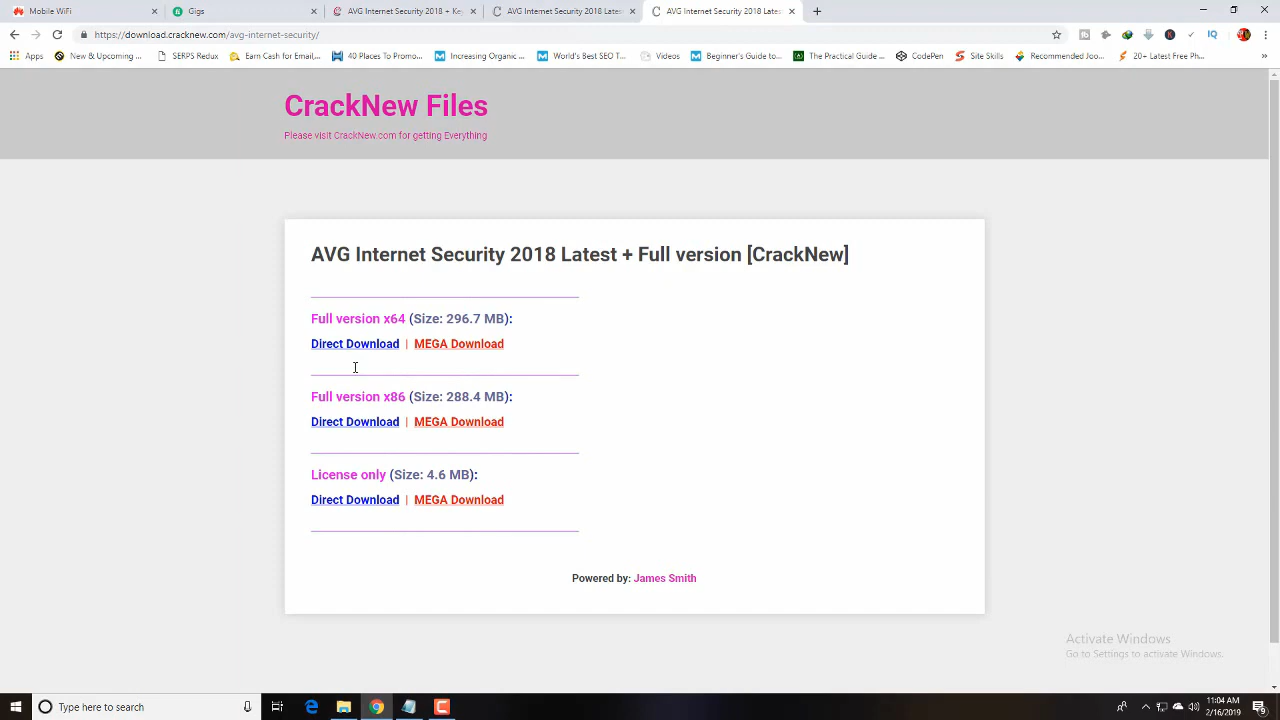 Mobile WiFi
Gigs
AVG Internet Security 2018 + Ke
AVG Internet Security 2018 Lates
AVG Internet Security 2018 Lates
https://download.cracknew.com/avg-internet-security/
Apps
New & Upcoming ...
SERPS Redux
Earn Cash for Email...
40 Places To Promo...
Increasing Organic ...
World's Best SEO T...
Videos
Beginner's Guide to...
The Practical Guide ...
CodePen
Site Skills
Recommended Joo...
20+ Latest Free Ph...
CrackNew Files
Please visit CrackNew.com for getting Everything
AVG Internet Security 2018 Latest + Full version [CrackNew]
Full version x64 (Size: 296.7 MB):
Direct Download | MEGA Download
Full version x86 (Size: 288.4 MB):
Direct Download | MEGA Download
License only (Size: 4.6 MB):
Direct Download | MEGA Download
Powered by: James Smith
Activate Windows
Go to Settings to activate Windows.
Type here to search
11:04 AM
2/16/2019